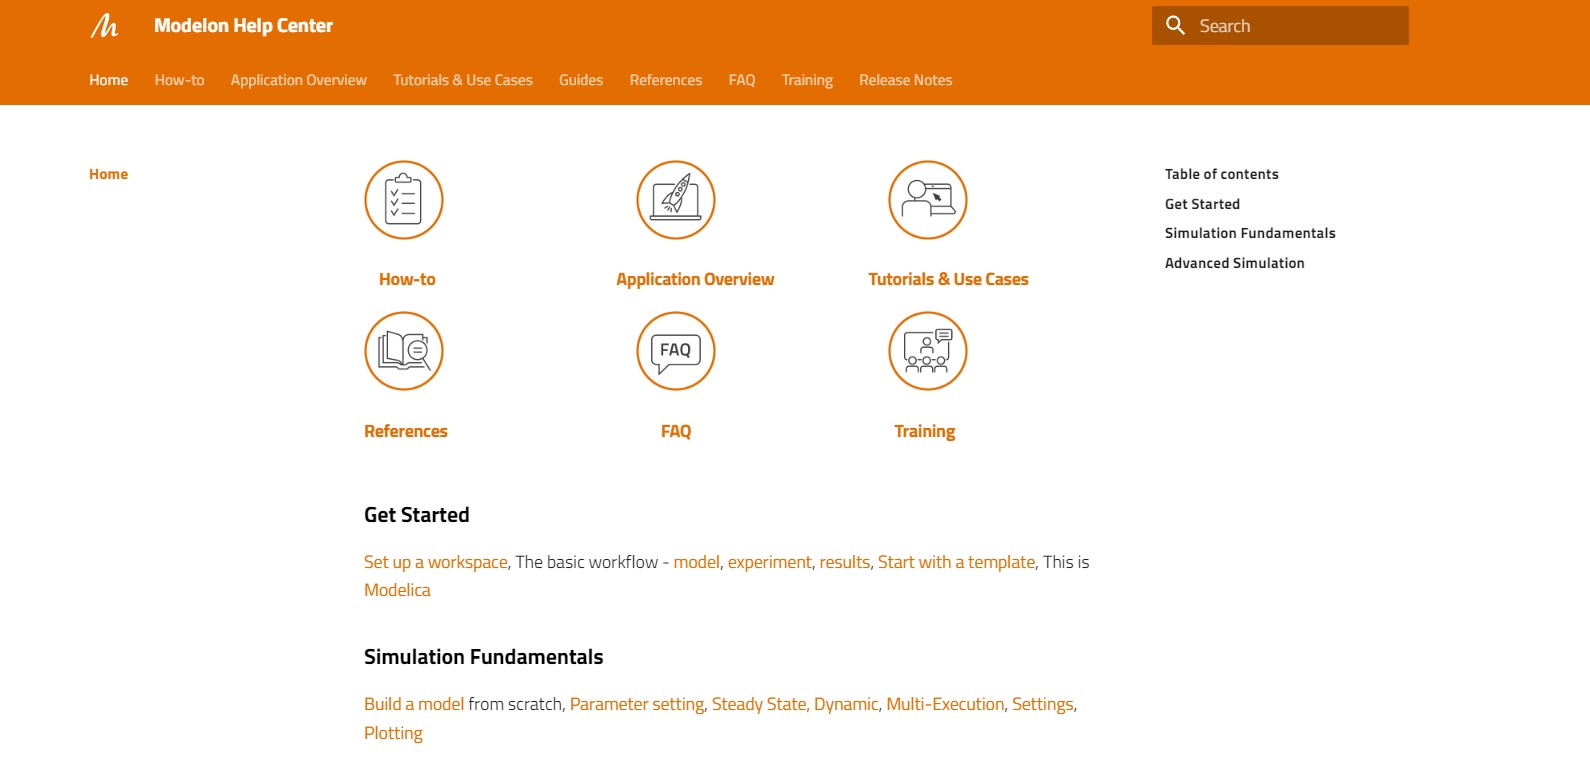 Modelon Help Center
Search
Home How-to Application Overview Tutorials & Use Cases Guides References FAQ Training Release Notes
Home
How-to Application Overview Tutorials & Use Cases
FAQ
References FAQ Training
Get Started
Set up a workspace, The basic workflow - model, experiment, results, Start with a template, This is
Modelica
Simulation Fundamentals
Build a model from scratch, Parameter setting, Steady State, Dynamic, Multi-Execution, Settings,
Plotting
Table of contents
Get Started
Simulation Fundamentals
Advanced Simulation